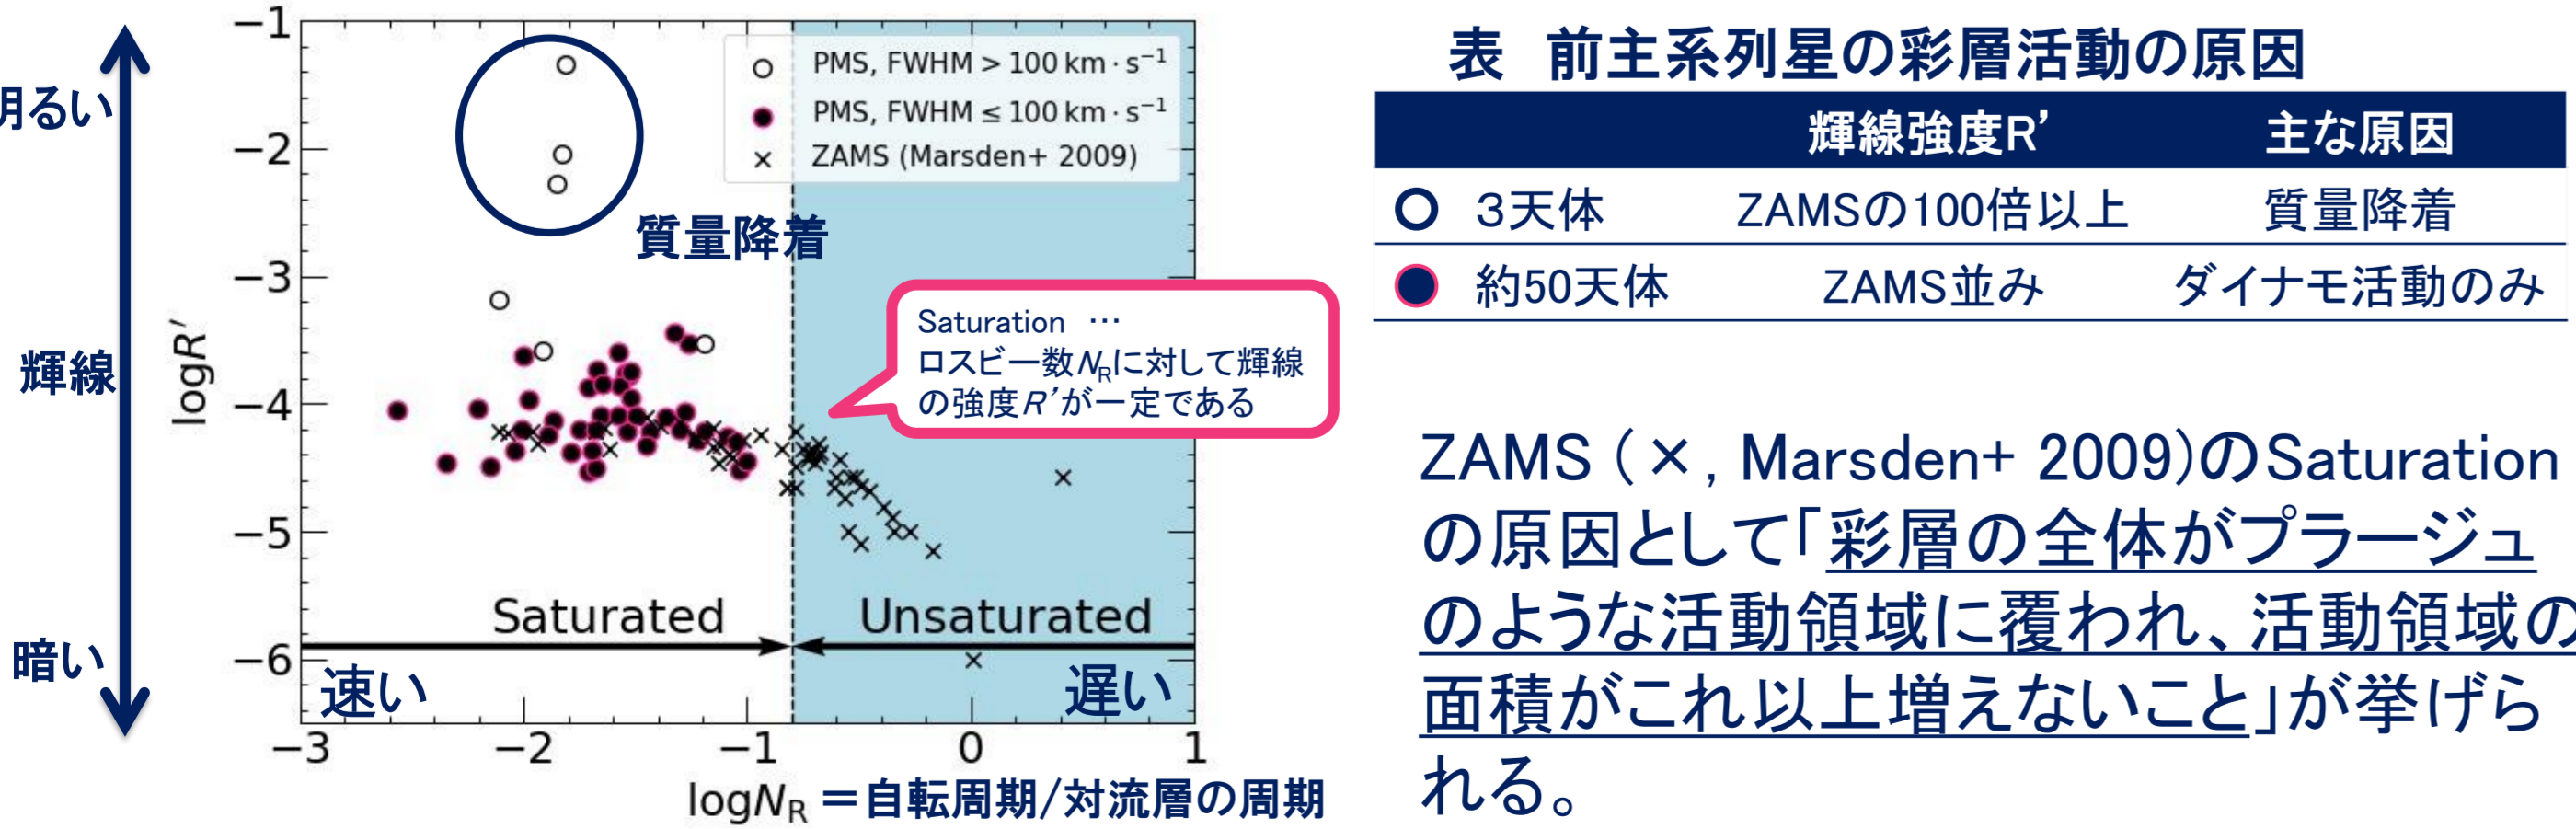 明るい
輝線
暗い
−1
−2
−3
−4
−5
−6
logR′
PMS, FWHM > 100 km · s⁻¹
PMS, FWHM ≤ 100 km · s⁻¹
ZAMS (Marsden+ 2009)
質量降着
Saturation …
ロスビー数NRに対して輝線
の強度R’が一定である
Saturated
Unsaturated
速い
遅い
−3
−2
−1
0
1
logNR =自転周期/対流層の周期
表 前主系列星の彩層活動の原因
輝線強度R’ 主な原因
3天体 ZAMSの100倍以上 質量降着
約50天体 ZAMS並み ダイナモ活動のみ
ZAMS (×, Marsden+ 2009)のSaturation
の原因として「彩層の全体がプラージュ
のような活動領域に覆われ、活動領域の
面積がこれ以上増えないこと」が挙げら
れる。